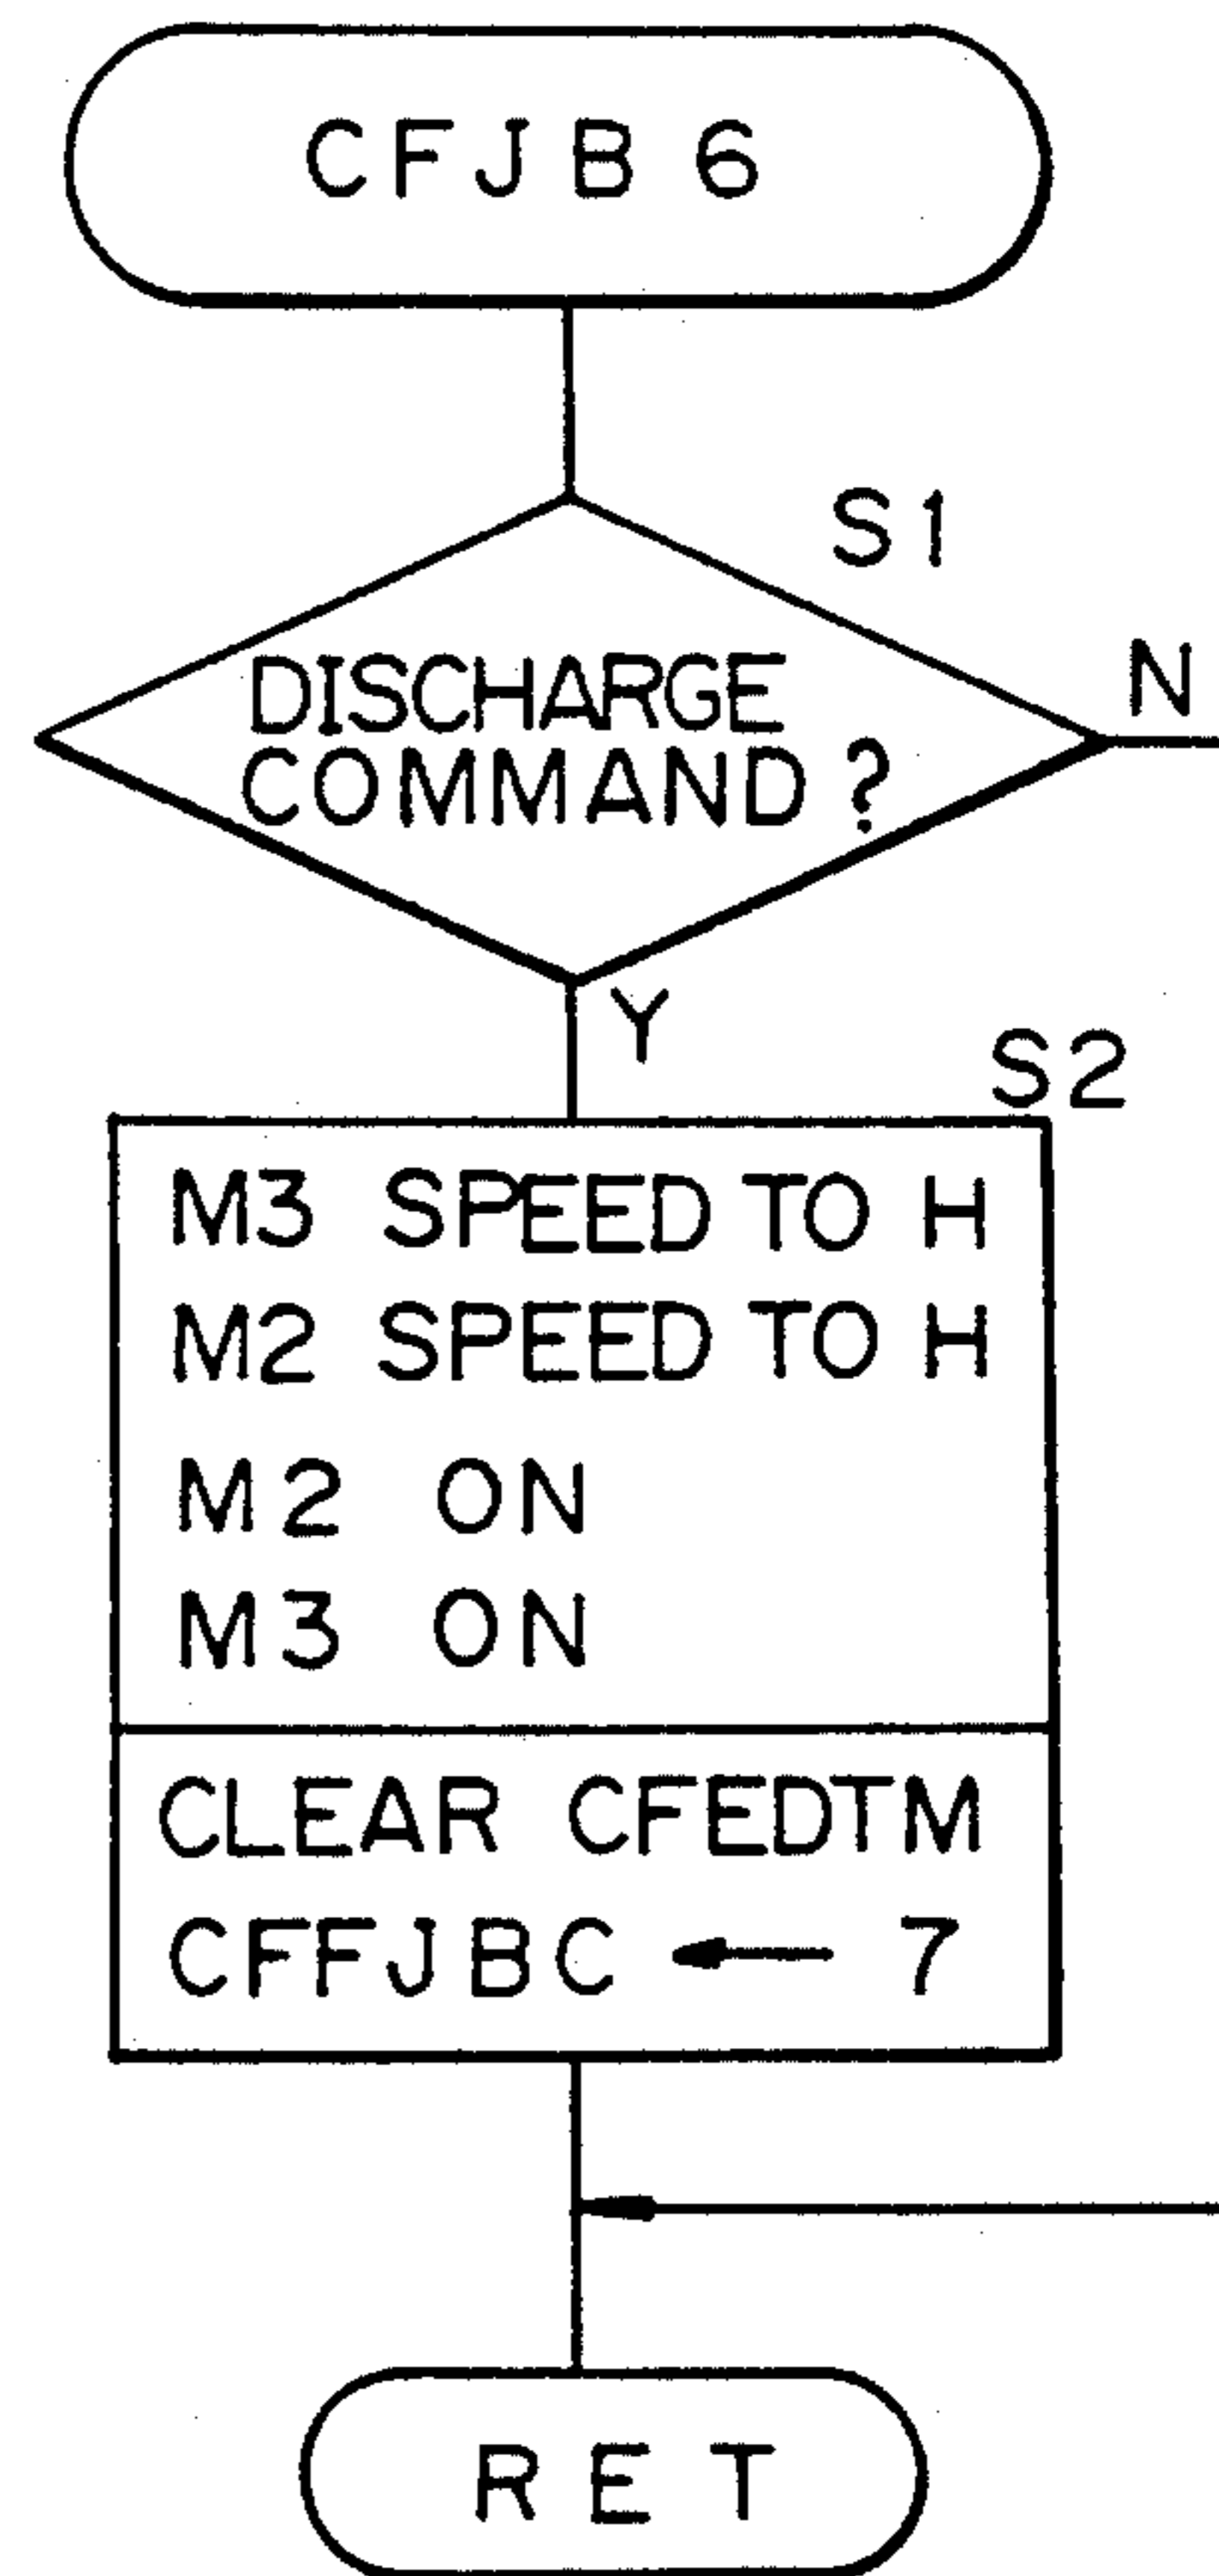 CFJB6
S1
DISCHARGE
COMMAND?
N
Y
S2
M3 SPEED TO H
M2 SPEED TO H
M2 ON
M3 ON
CLEAR CFEDTM
CFFJBC ← 7
RET